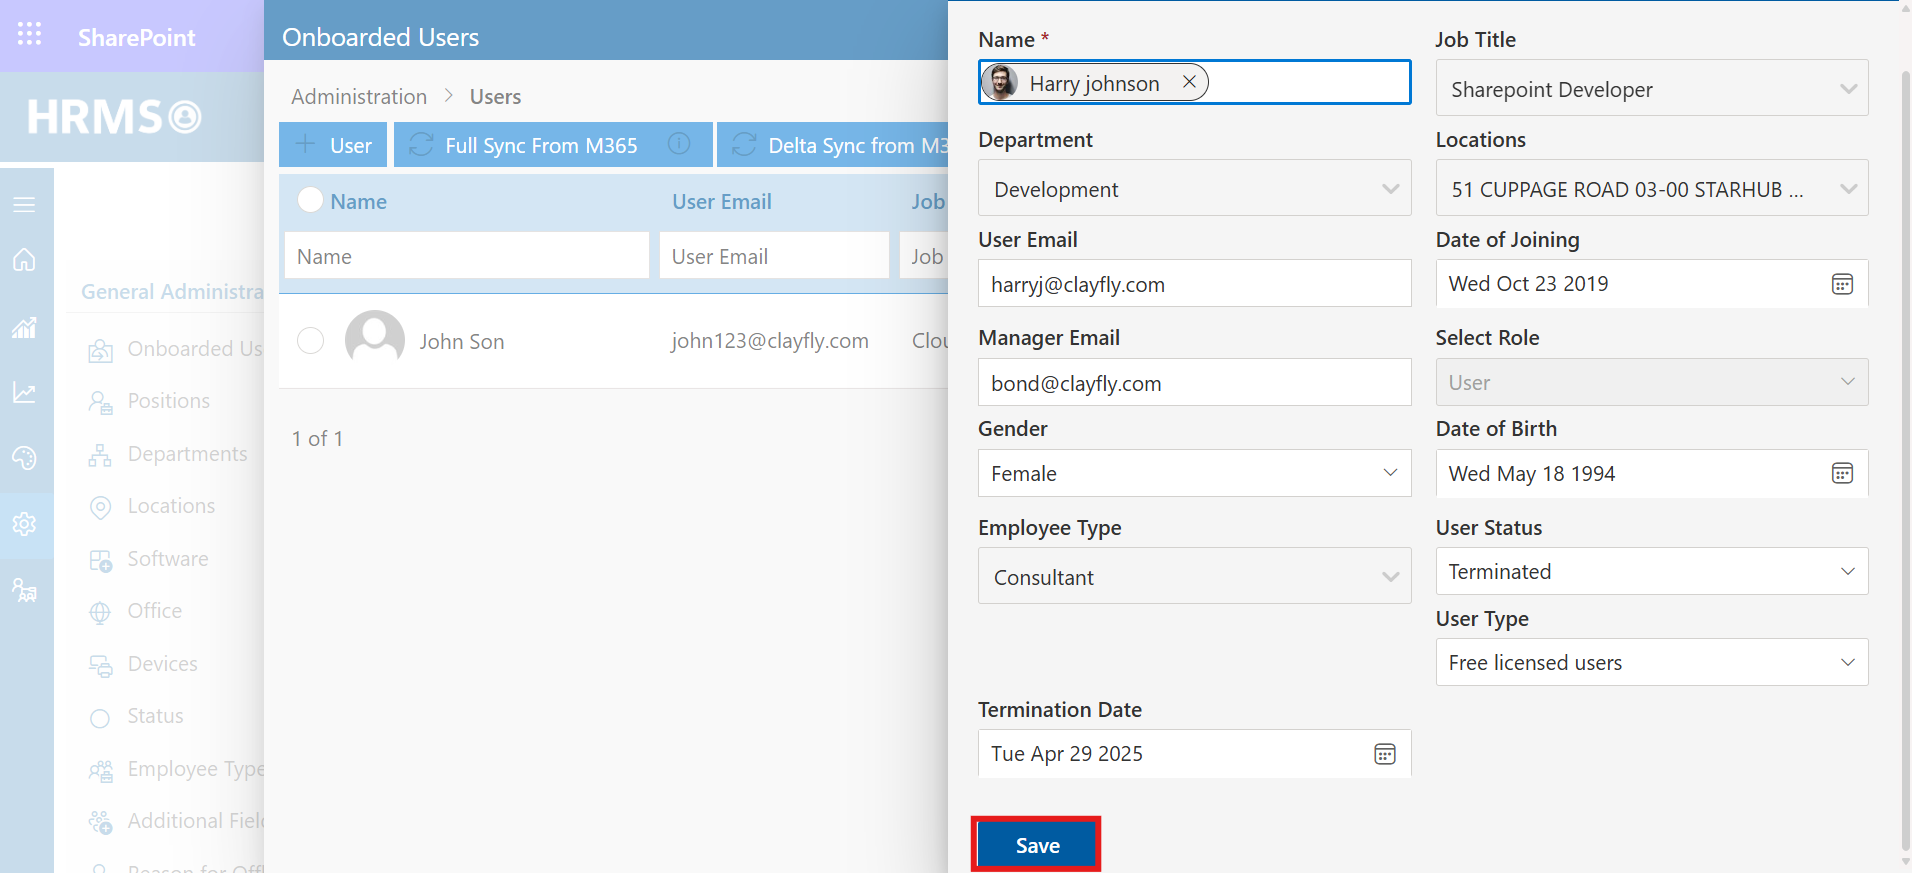 SharePoint
HRMS
General Administra
Onboarded Us
Positions
Departments
Locations
Software
Office
Devices
Status
Employee Type
Additional Fiel
Reason for Off
Onboarded Users
Administration > Users
+ User
Full Sync From M365
Delta Sync from M3
Name
User Email
Job
Name
User Email
Job
John Son
john123@clayfly.com
Clou
1 of 1
Name *
Harry johnson
Job Title
Sharepoint Developer
Department
Development
Locations
51 CUPPAGE ROAD 03-00 STARHUB ...
User Email
harryj@clayfly.com
Date of Joining
Wed Oct 23 2019
Manager Email
bond@clayfly.com
Select Role
User
Gender
Female
Date of Birth
Wed May 18 1994
Employee Type
Consultant
User Status
Terminated
User Type
Free licensed users
Termination Date
Tue Apr 29 2025
Save